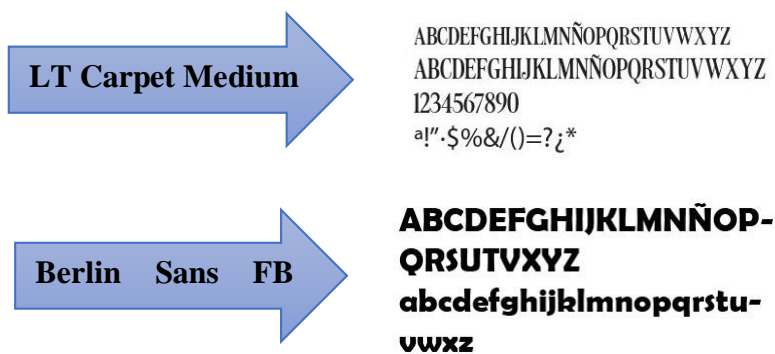 LT Carpet Medium
ABCDEFGHIJKLMNÑOPQRSTUVWXYZ
ABCDEFGHIJKLMNÑOPQRSTUVWXYZ
1234567890
ª!”·$%&/()=?¿*
Berlin Sans FB
ABCDEFGHIJKLMNÑOP-
QRSUTVXYZ
abcdefghijklmnopqrstu-
vwxz